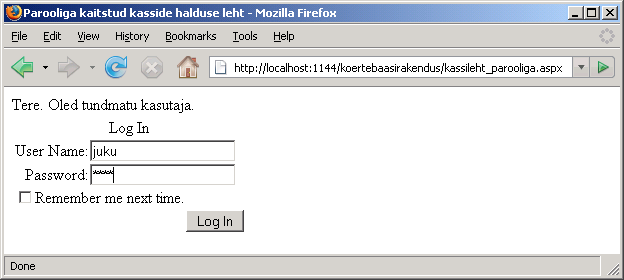 Parooliga kaitstud kasside halduse leht - Mozilla Firefox
File Edit View History Bookmarks Tools Help
http://localhost:1144/koertebaasirakendus/kassileht_parooliga.aspx
Tere. Oled tundmatu kasutaja.
Log In
User Name: juku
Password: ****
Remember me next time.
Log In
Done